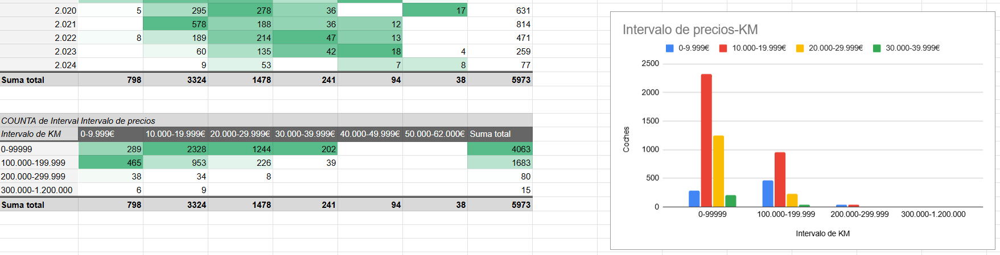 2.020 5 295 278 36 17 631
2.021 578 188 36 12 814
2.022 8 189 214 47 13 471
2.023 60 135 42 18 4 259
2.024 9 53 7 8 77
Suma total 798 3324 1478 241 94 38 5973
COUNTA de Interval Intervalo de precios
Intervalo de KM 0-9.999€ 10.000-19.999€ 20.000-29.999€ 30.000-39.999€ 40.000-49.999€ 50.000-62.000€ Suma total
0-99999 289 2328 1244 202 4063
100.000-199.999 465 953 226 39 1683
200.000-299.999 38 34 8 80
300.000-1.200.000 6 9 15
Suma total 798 3324 1478 241 94 38 5973
Intervalo de precios-KM
0-9.999€ 10.000-19.999€ 20.000-29.999€ 30.000-39.999€
2500
2000
1500
1000
500
0
Coches
0-99999 100.000-199.999 200.000-299.999 300.000-1.200.000
Intervalo de KM